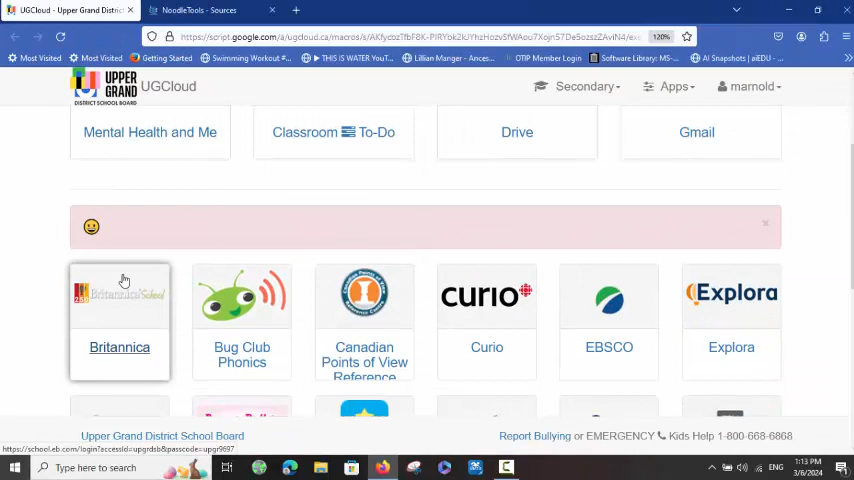 UGCloud - Upper Grand District ×
NoodleTools - Sources ×
+
https://script.google.com/a/ugcloud.ca/macros/s/
120%
Most Visited
Most Visited
Getting Started
Swimming Workout #...
▶ THIS IS WATER YouT...
Lillian Manger - Ances...
OTIP Member Login
Software Library: MS-...
AI Snapshots | aiEDU -...
UPPER
GRAND
DISTRICT SCHOOL BOARD
UGCloud
Secondary
Apps
marnold
Mental Health and Me
Classroom To-Do
Drive
Gmail
×
Britannica School
curio
Explora
Britannica
Bug Club
Phonics
Canadian
Points of View
Reference
Curio
EBSCO
Explora
Upper Grand District School Board
Report Bullying or EMERGENCY Kids Help 1-800-668-6868
https://school.eb.com/login?accessId=upgrdsb&passcode=upgr9697
Type here to search
ENG
1:13 PM
3/6/2024